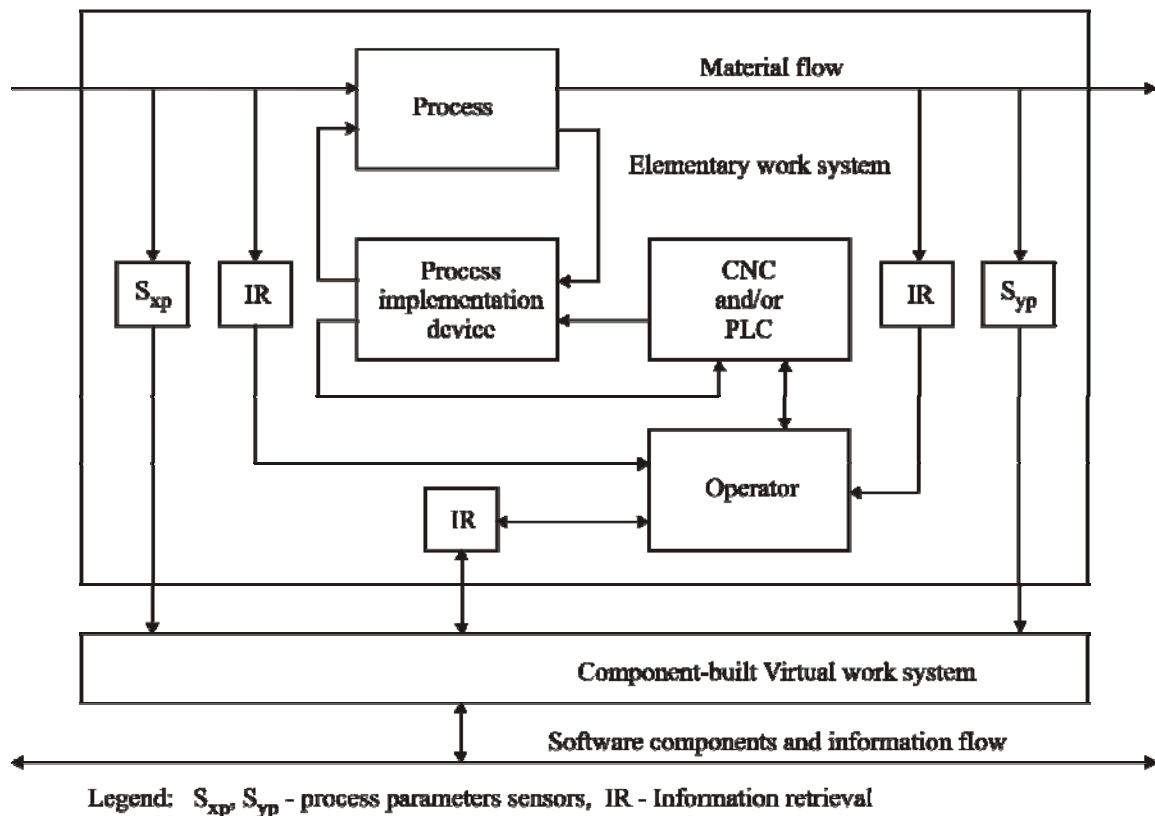 Material flow
Process
Elementary work system
Sxp
IR
Process
implementation
device
CNC
and/or
PLC
IR
Syp
Operator
IR
Component-built Virtual work system
Software components and information flow
Legend: Sxp, Syp - process parameters sensors, IR - Information retrieval